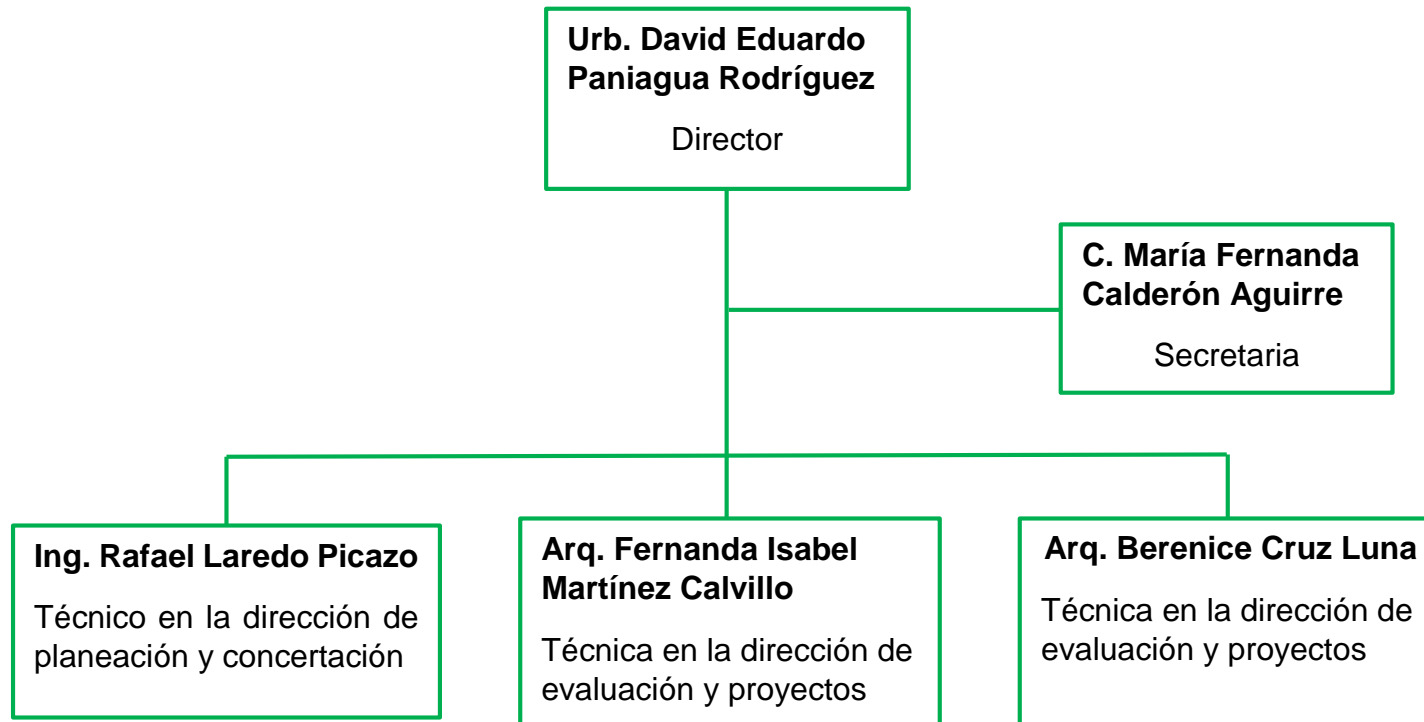 Urb. David Eduardo
Paniagua Rodríguez
Director
C. María Fernanda
Calderón Aguirre
Secretaria
Ing. Rafael Laredo Picazo
Técnico en la dirección de
planeación y concertación
Arq. Fernanda Isabel
Martínez Calvillo
Técnica en la dirección de
evaluación y proyectos
Arq. Berenice Cruz Luna
Técnica en la dirección de
evaluación y proyectos